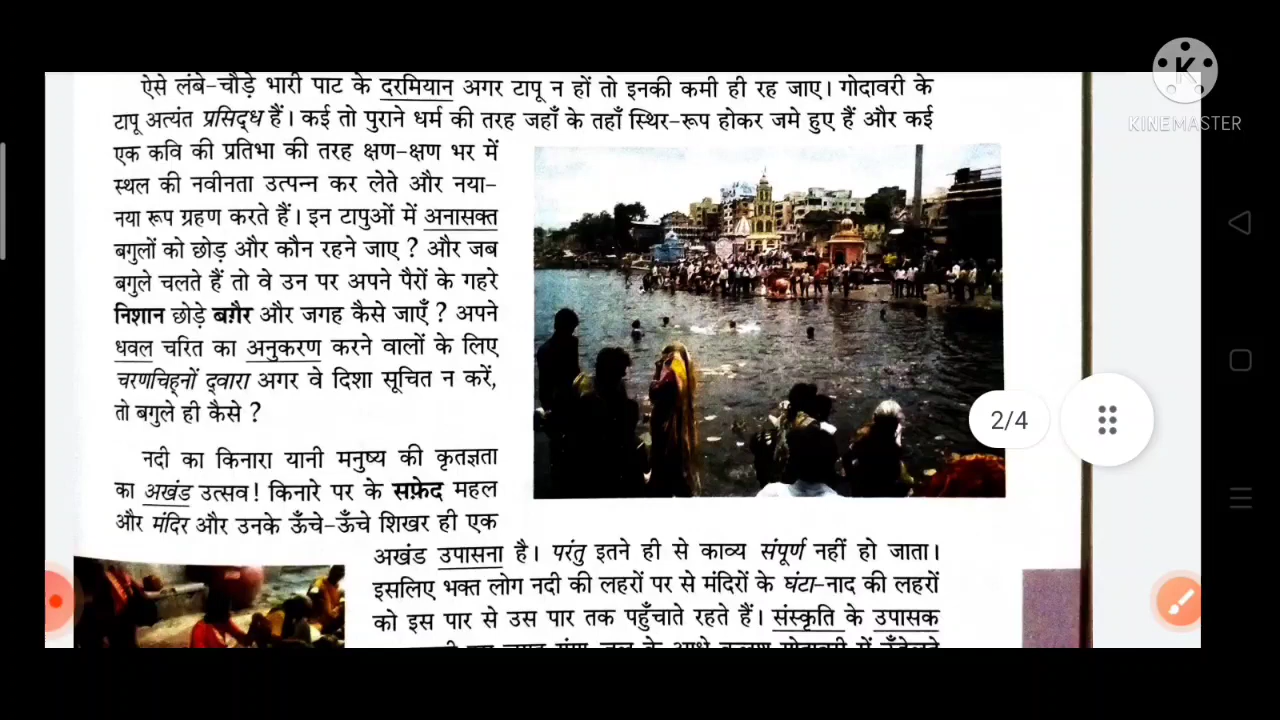 KINEMASTER
ऐसे लंबे-चौड़े भारी पाट के दरमियान अगर टापू न हों तो इनकी कमी ही रह जाए। गोदावरी के
टापू अत्यंत प्रसिद्ध हैं। कई तो पुराने धर्म की तरह जहाँ के तहाँ स्थिर-रूप होकर जमे हुए हैं और कई
एक कवि की प्रतिभा की तरह क्षण-क्षण भर में
स्थल की नवीनता उत्पन्न कर लेते और नया-
नया रूप ग्रहण करते हैं। इन टापुओं में अनासक्त
बगुलों को छोड़ और कौन रहने जाए ? और जब
बगुले चलते हैं तो वे उन पर अपने पैरों के गहरे
निशान छोड़े बग़ैर और जगह कैसे जाएँ ? अपने
धवल चरित का अनुकरण करने वालों के लिए
चरणचिह्नों द्वारा अगर वे दिशा सूचित न करें,
तो बगुले ही कैसे ?
2/4
नदी का किनारा यानी मनुष्य की कृतज्ञता
का अखंड उत्सव! किनारे पर के सफ़ेद महल
और मंदिर और उनके ऊँचे-ऊँचे शिखर ही एक
अखंड उपासना है। परंतु इतने ही से काव्य संपूर्ण नहीं हो जाता।
इसलिए भक्त लोग नदी की लहरों पर से मंदिरों के घंटा-नाद की लहरों
को इस पार से उस पार तक पहुँचाते रहते हैं। संस्कृति के उपासक